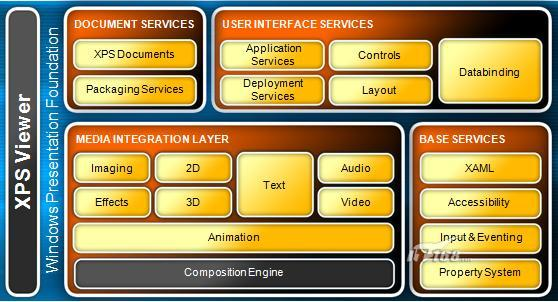 XPS Viewer
Windows Presentation Foundation
DOCUMENT SERVICES
XPS Documents
Packaging Services
USER INTERFACE SERVICES
Application
Services
Controls
Deployment
Services
Layout
Databinding
MEDIA INTEGRATION LAYER
Imaging
2D
Text
Audio
Effects
3D
Video
Animation
Composition Engine
BASE SERVICES
XAML
Accessibility
Input & Eventing
Property System